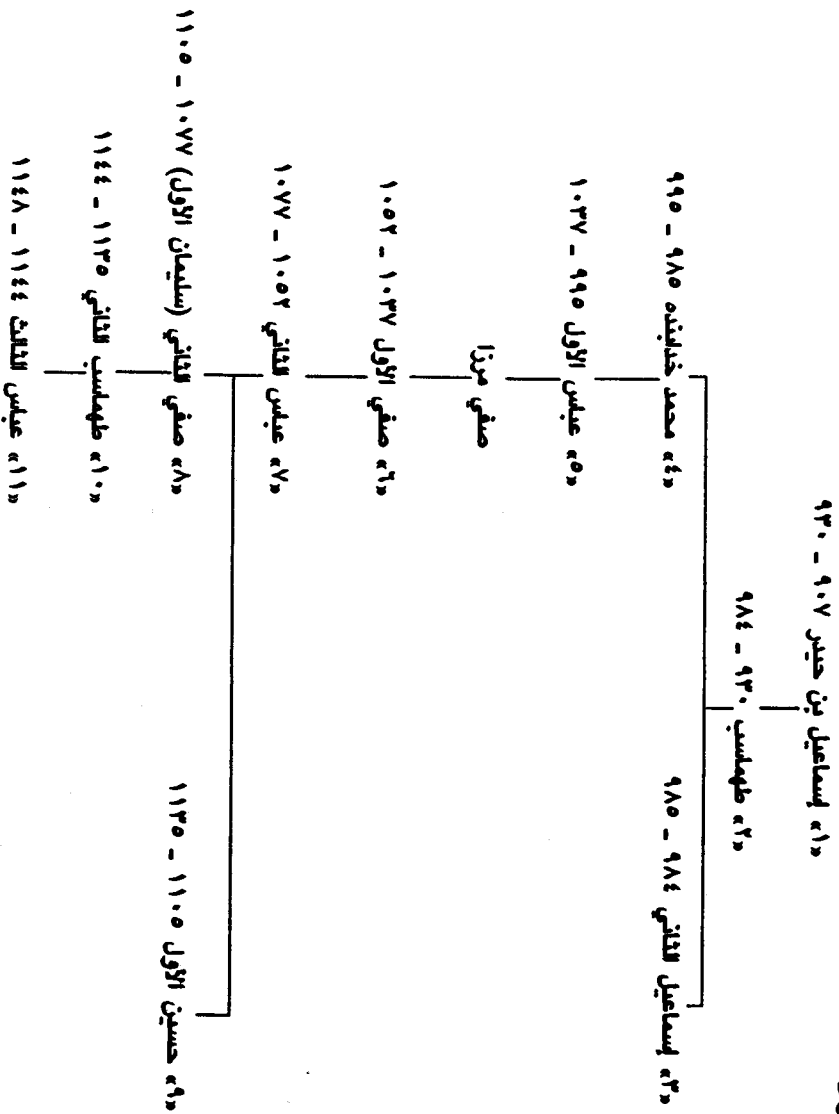 «١» إسماعيل بن حيدر ٩٠٧ - ٩٣٠
«٢» طهماسب ٩٣٠ - ٩٨٤
«٣» إسماعيل الثاني ٩٨٤ - ٩٨٥
«٤» محمد خدابنده ٩٨٥ - ٩٩٥
«٥» عباس الأول ٩٩٥ - ١٠٣٧
صفي مرزا
«٦» صفي الأول ١٠٣٧ - ١٠٥٢
«٧» عباس الثاني ١٠٥٢ - ١٠٧٧
«٨» صفي الثاني (سليمان الأول) ١٠٧٧ - ١١٠٥
«٩» حسين الأول ١١٠٥ - ١١٣٥
«١٠» طهماسب الثاني ١١٣٥ - ١١٤٤
«١١» عباس الثالث ١١٤٤ - ١١٤٨